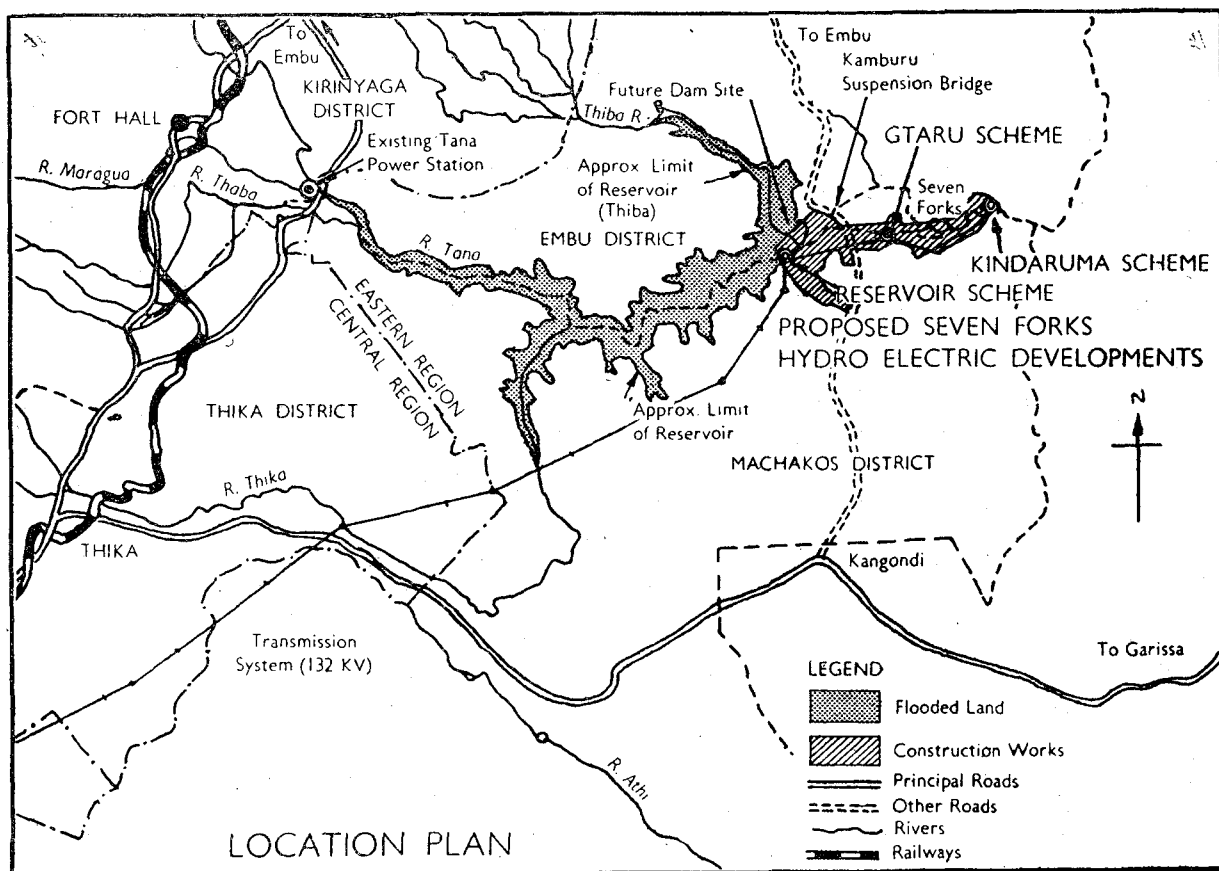 To
Embu
KIRINYAGA
DISTRICT
FORT HALL
Existing Tana
Power Station
R. Maragua
R. Thaba
Thiba R.
Future Dam Site
To Embu
Kamburu
Suspension Bridge
GTARU SCHEME
Seven
Forks
Approx. Limit
of Reservoir
(Thiba)
EMBU DISTRICT
R. Tana
KINDARUMA SCHEME
RESERVOIR SCHEME
PROPOSED SEVEN FORKS
HYDRO ELECTRIC DEVELOPMENTS
EASTERN REGION
CENTRAL REGION
THIKA DISTRICT
Approx. Limit
of Reservoir
MACHAKOS DISTRICT
N
R. Thika
THIKA
Kangondi
Transmission
System (132 KV)
To Garissa
R. Athi
LEGEND
Flooded Land
Construction Works
Principal Roads
Other Roads
Rivers
Railways
LOCATION PLAN